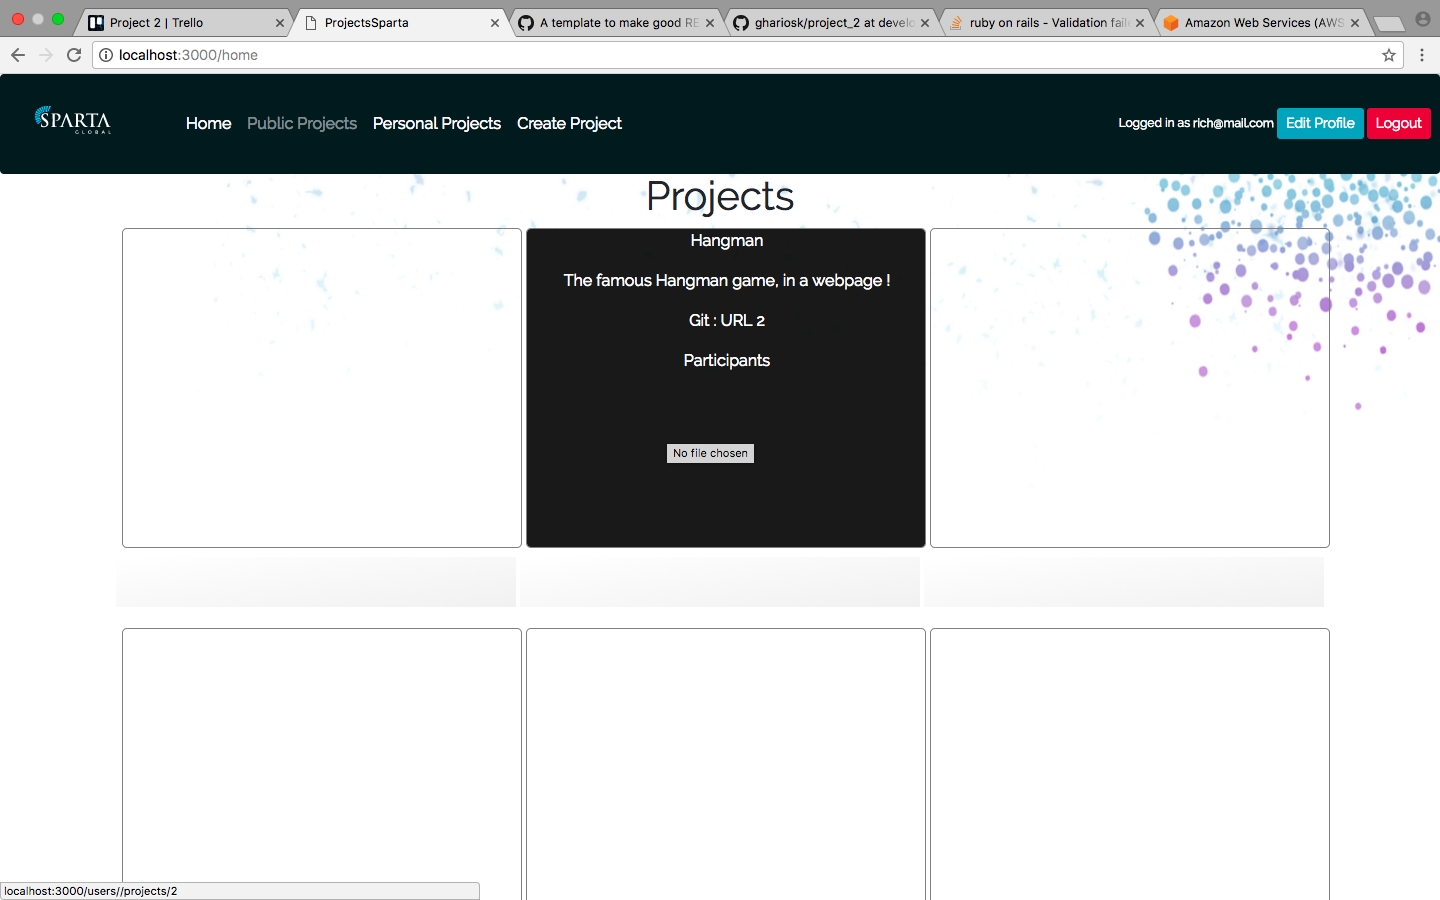 Project 2 | Trello
ProjectsSparta
A template to make good RE
ghariosk/project_2 at develo
ruby on rails - Validation faile
Amazon Web Services (AWS
localhost:3000/home
SPARTA
GLOBAL
Home
Public Projects
Personal Projects
Create Project
Logged in as rich@mail.com
Edit Profile
Logout
Projects
Hangman
The famous Hangman game, in a webpage !
Git : URL 2
Participants
No file chosen
localhost:3000/users//projects/2